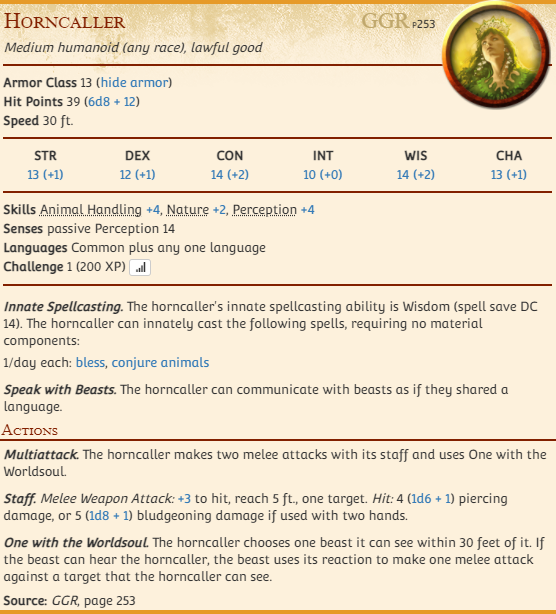 HORNCALLER GGR p253
Medium humanoid (any race), lawful good
Armor Class 13 (hide armor)
Hit Points 39 (6d8 + 12)
Speed 30 ft.
STR DEX CON INT WIS CHA
13 (+1) 12 (+1) 14 (+2) 10 (+0) 14 (+2) 13 (+1)
Skills Animal Handling +4, Nature +2, Perception +4
Senses passive Perception 14
Languages Common plus any one language
Challenge 1 (200 XP)
Innate Spellcasting. The horncaller's innate spellcasting ability is Wisdom (spell save DC
14). The horncaller can innately cast the following spells, requiring no material
components:
1/day each: bless, conjure animals
Speak with Beasts. The horncaller can communicate with beasts as if they shared a
language.
ACTIONS
Multiattack. The horncaller makes two melee attacks with its staff and uses One with the
Worldsoul.
Staff. Melee Weapon Attack: +3 to hit, reach 5 ft., one target. Hit: 4 (1d6 + 1) piercing
damage, or 5 (1d8 + 1) bludgeoning damage if used with two hands.
One with the Worldsoul. The horncaller chooses one beast it can see within 30 feet of it. If
the beast can hear the horncaller, the beast uses its reaction to make one melee attack
against a target that the horncaller can see.
Source: GGR, page 253